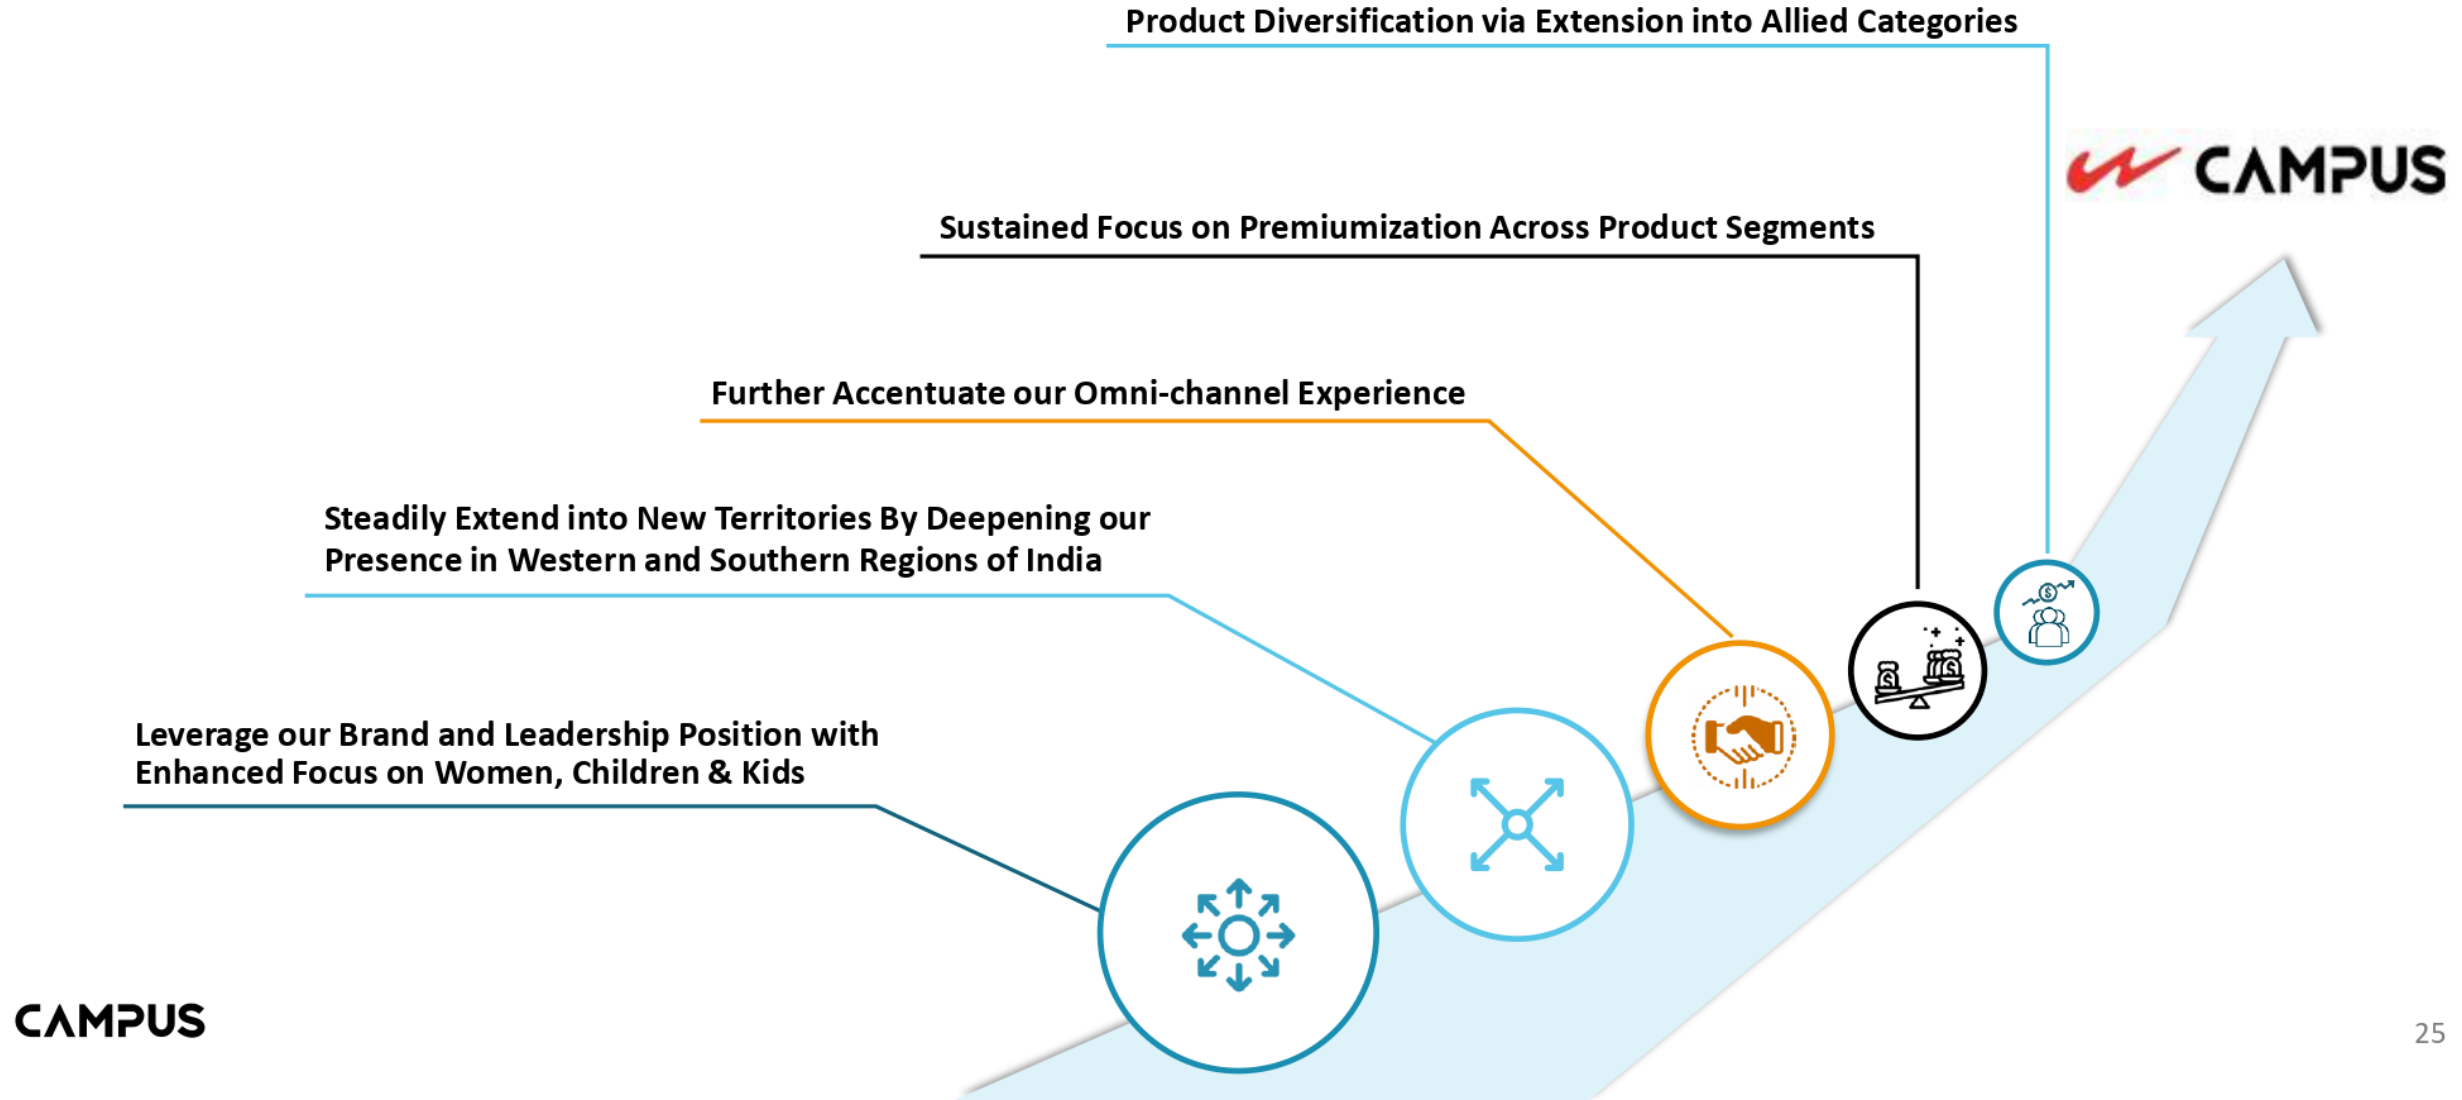 Product Diversification via Extension into Allied Categories
CAMPUS
Sustained Focus on Premiumization Across Product Segments
Further Accentuate our Omni-channel Experience
Steadily Extend into New Territories By Deepening our
Presence in Western and Southern Regions of India
Leverage our Brand and Leadership Position with
Enhanced Focus on Women, Children & Kids
CAMPUS
25